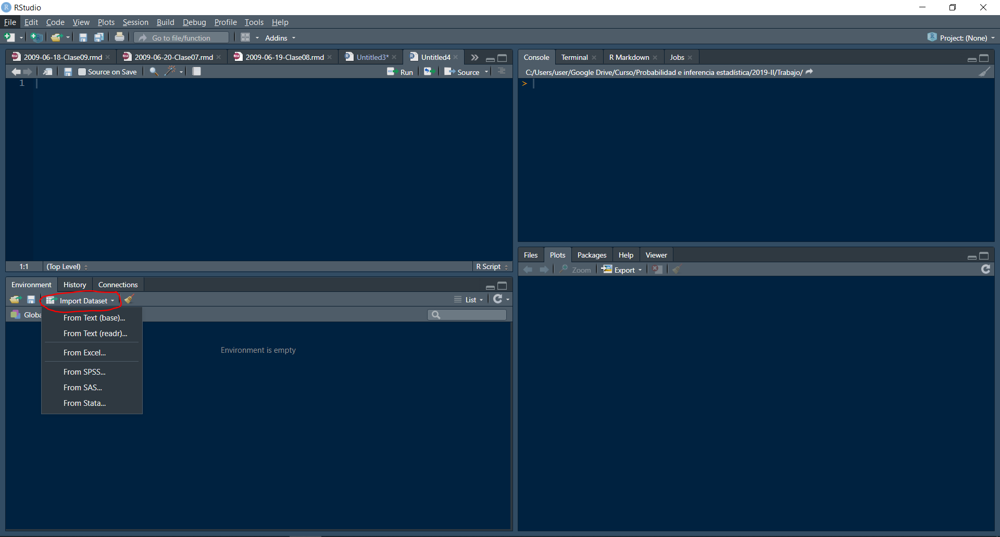 RStudio
File Edit Code View Plots Session Build Debug Profile Tools Help
Go to file/function Addins Project: (None)
2009-06-18-Clase09.rmd 2009-06-20-Clase07.rmd 2009-06-19-Clase08.rmd Untitled3* Untitled4
Source on Save Run Source
1
1:1 (Top Level) R Script
Environment History Connections
Import Dataset List
Globa
From Text (base)...
From Text (readr)...
From Excel...
From SPSS...
From SAS...
From Stata...
Environment is empty
Console Terminal R Markdown Jobs
C:/Users/user/Google Drive/Curso/Probabilidad e inferencia estadística/2019-II/Trabajo/
>
Files Plots Packages Help Viewer
Zoom Export